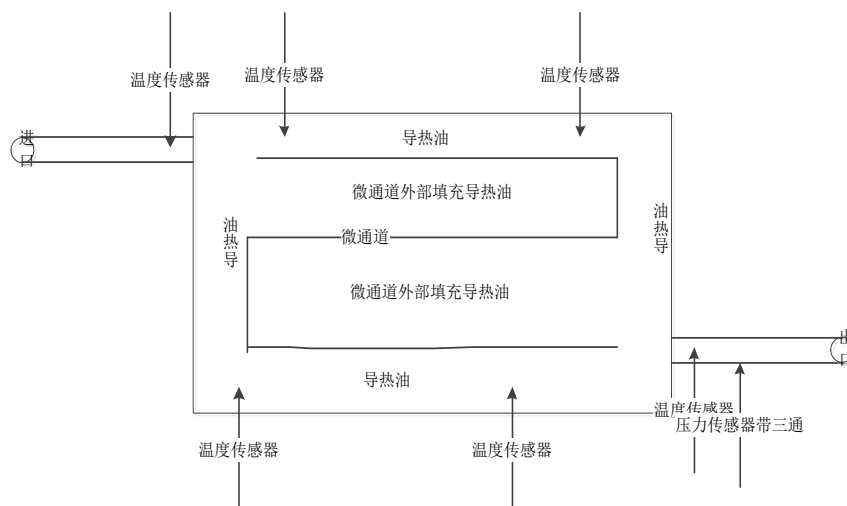 温度传感器
温度传感器
温度传感器
进口
导热油
微通道外部填充导热油
油热导
油热导
微通道
微通道外部填充导热油
出口
导热油
温度传感器
压力传感器带三通
温度传感器
温度传感器